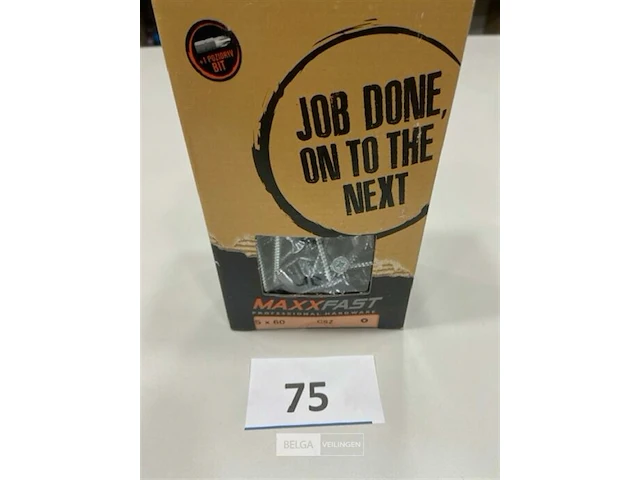 +1 POZIDRIV
BIT
JOB DONE,
ON TO THE
NEXT
MAXXFAST
PROFESSIONAL HARDWARE
5 x 60
75
BELGA VEILINGEN